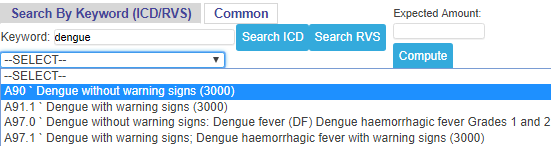 Search By Keyword (ICD/RVS) Common
Expected Amount:
Keyword: dengue Search ICD Search RVS
--SELECT-- Compute
--SELECT--
A90 ` Dengue without warning signs (3000)
A91.1 ` Dengue with warning signs (3000)
A97.0 ` Dengue without warning signs: Dengue fever (DF) Dengue haemorrhagic fever Grades 1 and 2
A97.1 ` Dengue with warning signs; Dengue haemorrhagic fever with warning signs (3000)